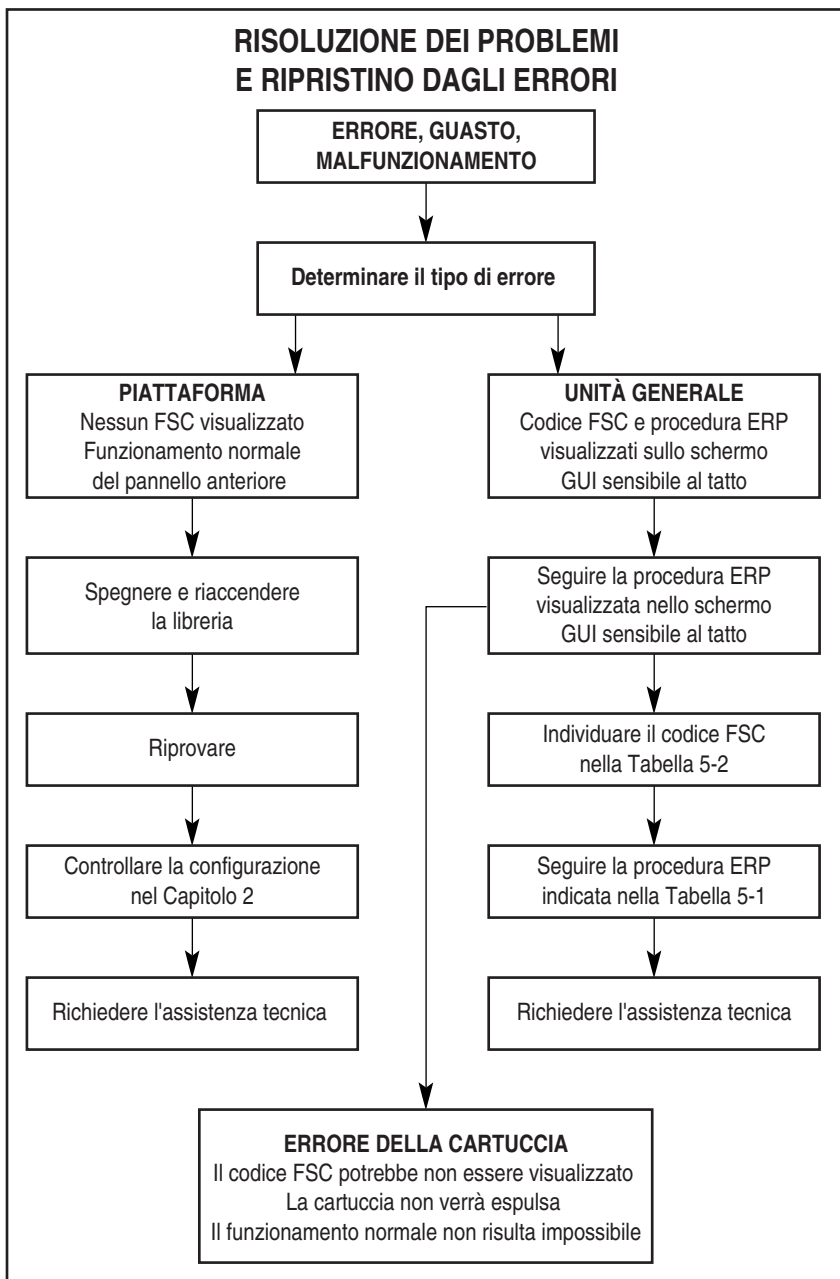 RISOLUZIONE DEI PROBLEMI
E RIPRISTINO DAGLI ERRORI
ERRORE, GUASTO,
MALFUNZIONAMENTO
Determinare il tipo di errore
PIATTAFORMA
Nessun FSC visualizzato
Funzionamento normale
del pannello anteriore
Spegnere e riaccendere
la libreria
Riprovare
Controllare la configurazione
nel Capitolo 2
Richiedere l'assistenza tecnica
UNITÀ GENERALE
Codice FSC e procedura ERP
visualizzati sullo schermo
GUI sensibile al tatto
Seguire la procedura ERP
visualizzata nello schermo
GUI sensibile al tatto
Individuare il codice FSC
nella Tabella 5-2
Seguire la procedura ERP
indicata nella Tabella 5-1
Richiedere l'assistenza tecnica
ERRORE DELLA CARTUCCIA
Il codice FSC potrebbe non essere visualizzato
La cartuccia non verrà espulsa
Il funzionamento normale non risulta impossibile